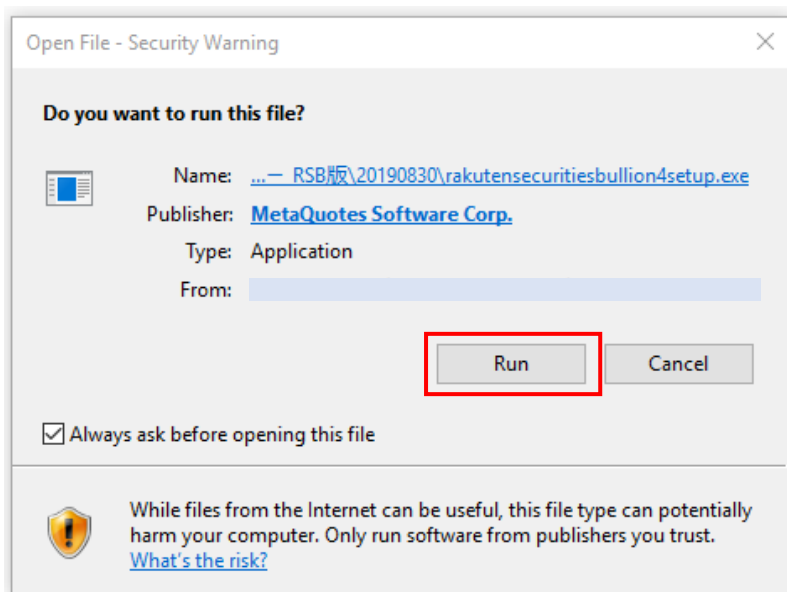 Open File - Security Warning
Do you want to run this file?
Name: ...ー RSB版\20190830\rakutensecuritiesbullion4setup.exe
Publisher: MetaQuotes Software Corp.
Type: Application
From:
Run Cancel
Always ask before opening this file
While files from the Internet can be useful, this file type can potentially
harm your computer. Only run software from publishers you trust.
What's the risk?